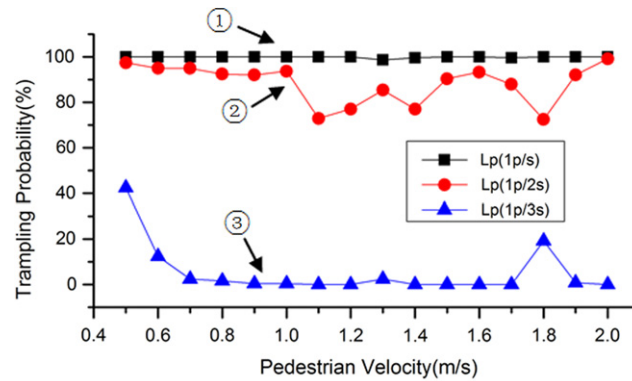 ①
100
80
60
40
20
0
②
③
Lp(1p/s)
Lp(1p/2s)
Lp(1p/3s)
Trampling Probability(%)
0.4 0.6 0.8 1.0 1.2 1.4 1.6 1.8 2.0
Pedestrian Velocity(m/s)